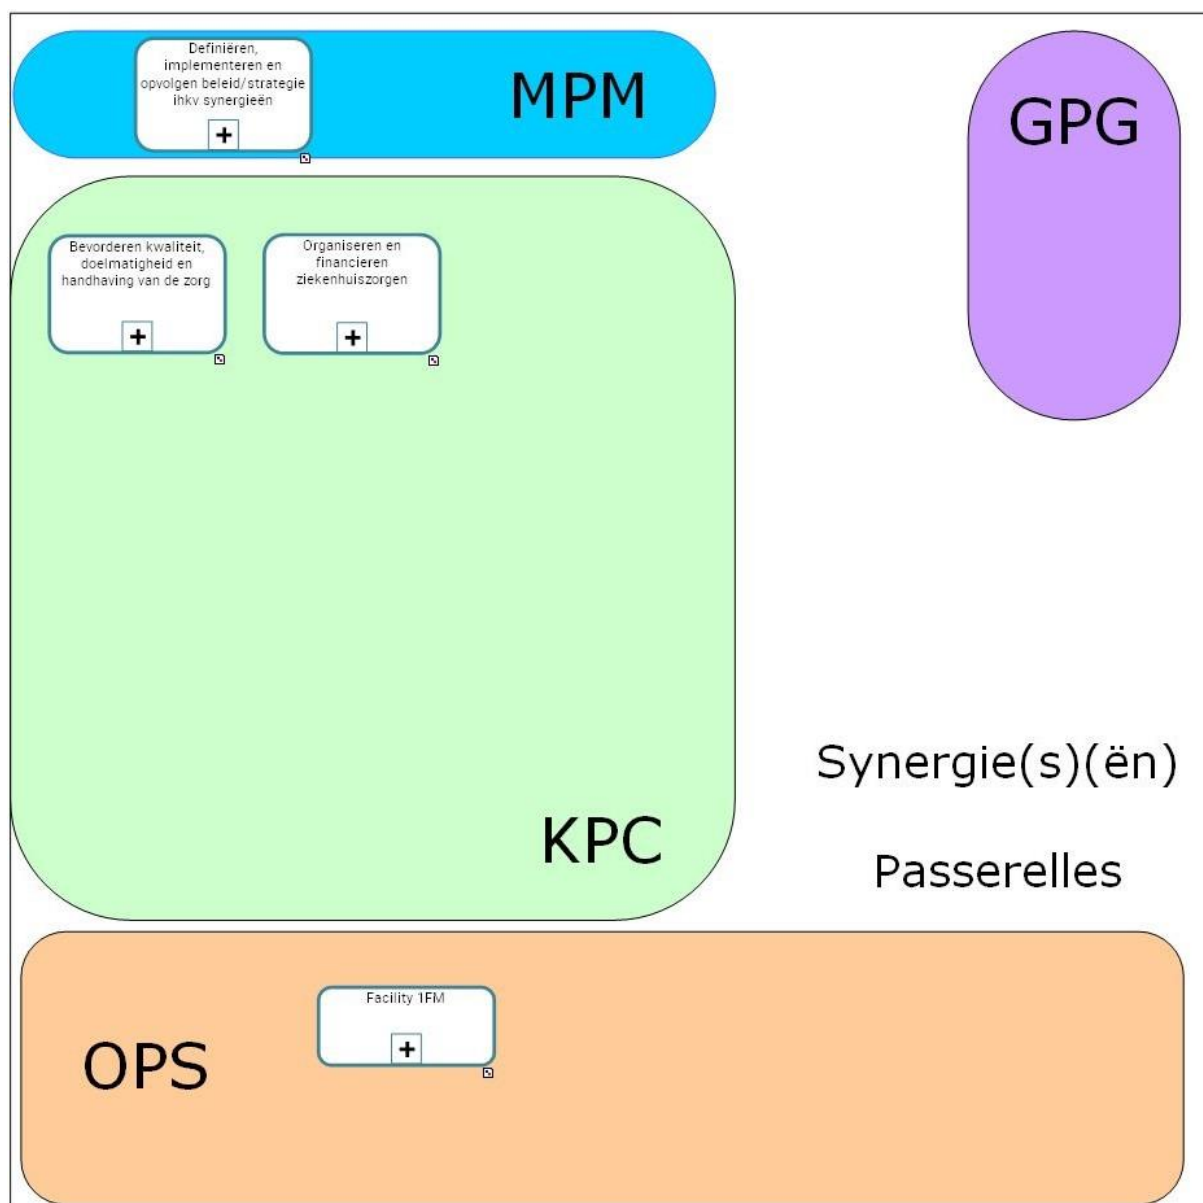 Definiëren,
implementeren en
opvolgen beleid/strategie
ihkv synergieën
MPM
GPG
Bevorderen kwaliteit,
doelmatigheid en
handhaving van de zorg
Organiseren en
financieren
ziekenhuiszorgen
Synergie(s)(ën)
KPC
Passerelles
Facility 1FM
OPS